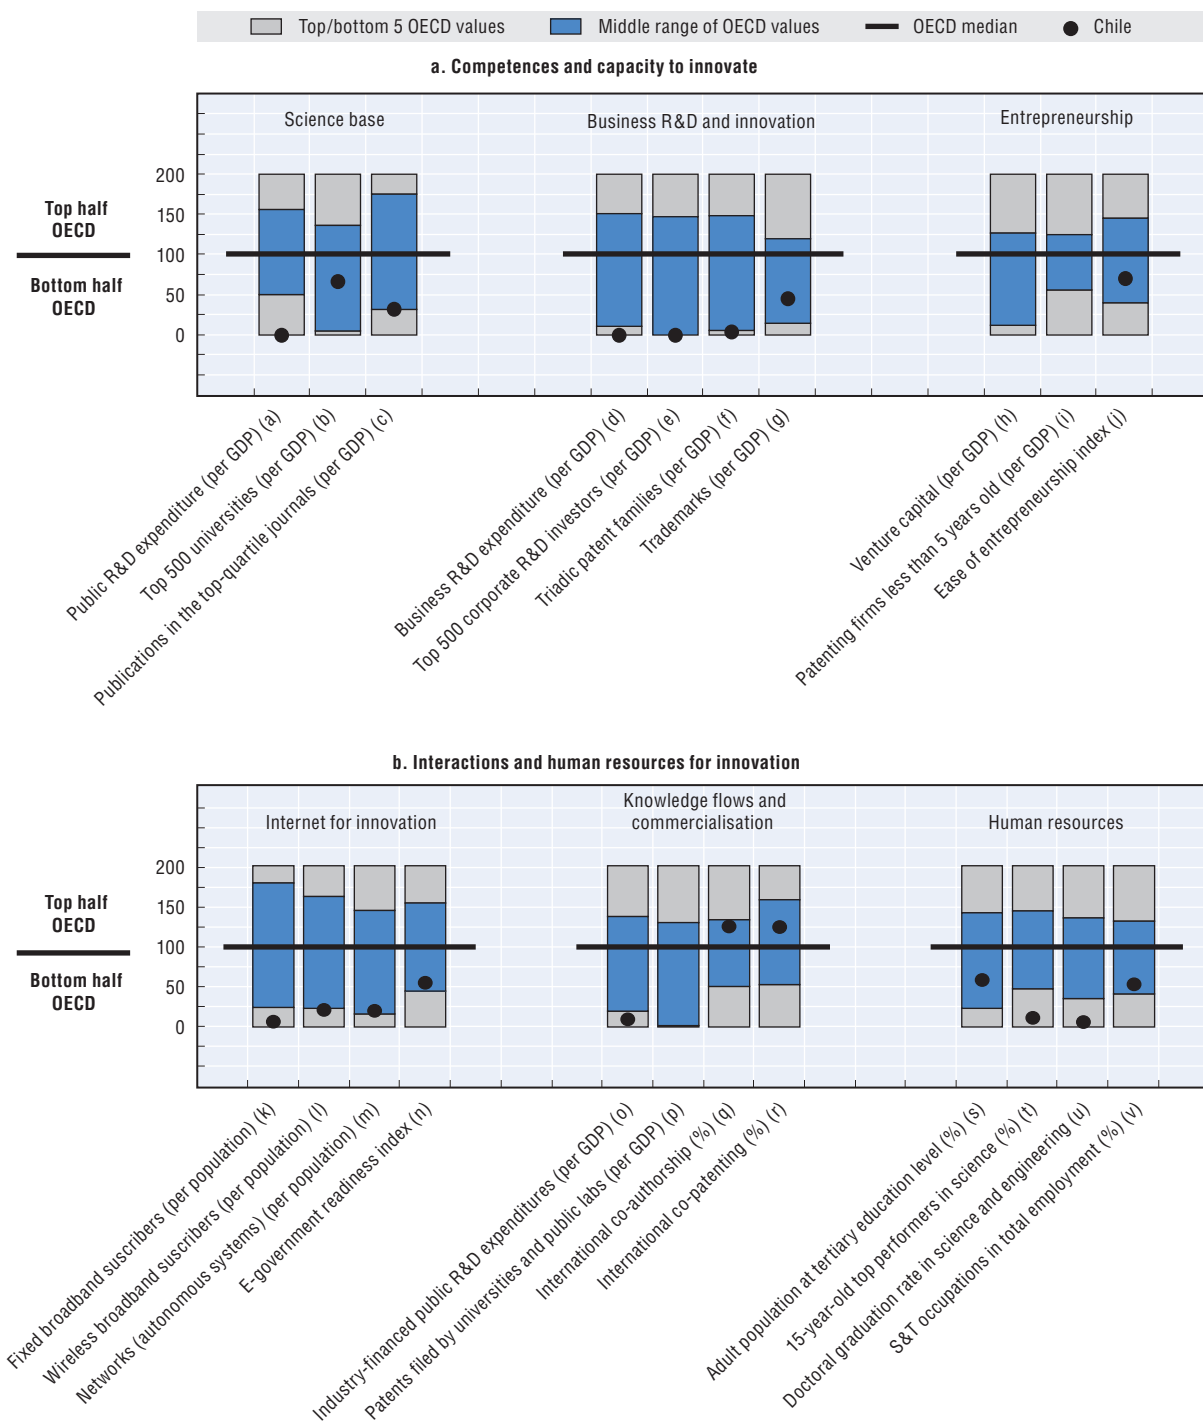 Top/bottom 5 OECD values Middle range of OECD values OECD median Chile
a. Competences and capacity to innovate
Science base Business R&D and innovation Entrepreneurship
200
150
100
50
0
Top half
OECD
Bottom half
OECD
Public R&D expenditure (per GDP) (a)
Top 500 universities (per GDP) (b)
Publications in the top-quartile journals (per GDP) (c)
Business R&D expenditure (per GDP) (d)
Top 500 corporate R&D investors (per GDP) (e)
Triadic patent families (per GDP) (f)
Trademarks (per GDP) (g)
Venture capital (per GDP) (h)
Patenting firms less than 5 years old (per GDP) (i)
Ease of entrepreneurship index (j)
b. Interactions and human resources for innovation
Internet for innovation
Knowledge flows and
commercialisation
Human resources
200
150
100
50
0
Top half
OECD
Bottom half
OECD
Fixed broadband suscribers (per population) (k)
Wireless broadband suscribers (per population) (l)
Networks (autonomous systems) (per population) (m)
E-government readiness index (n)
Industry-financed public R&D expenditures (per GDP) (o)
Patents filed by universities and public labs (per GDP) (p)
International co-authorship (%) (q)
International co-patenting (%) (r)
Adult population at tertiary education level (%) (s)
15-year-old top performers in science (%) (t)
Doctoral graduation rate in science and engineering (u)
S&T occupations in total employment (%) (v)